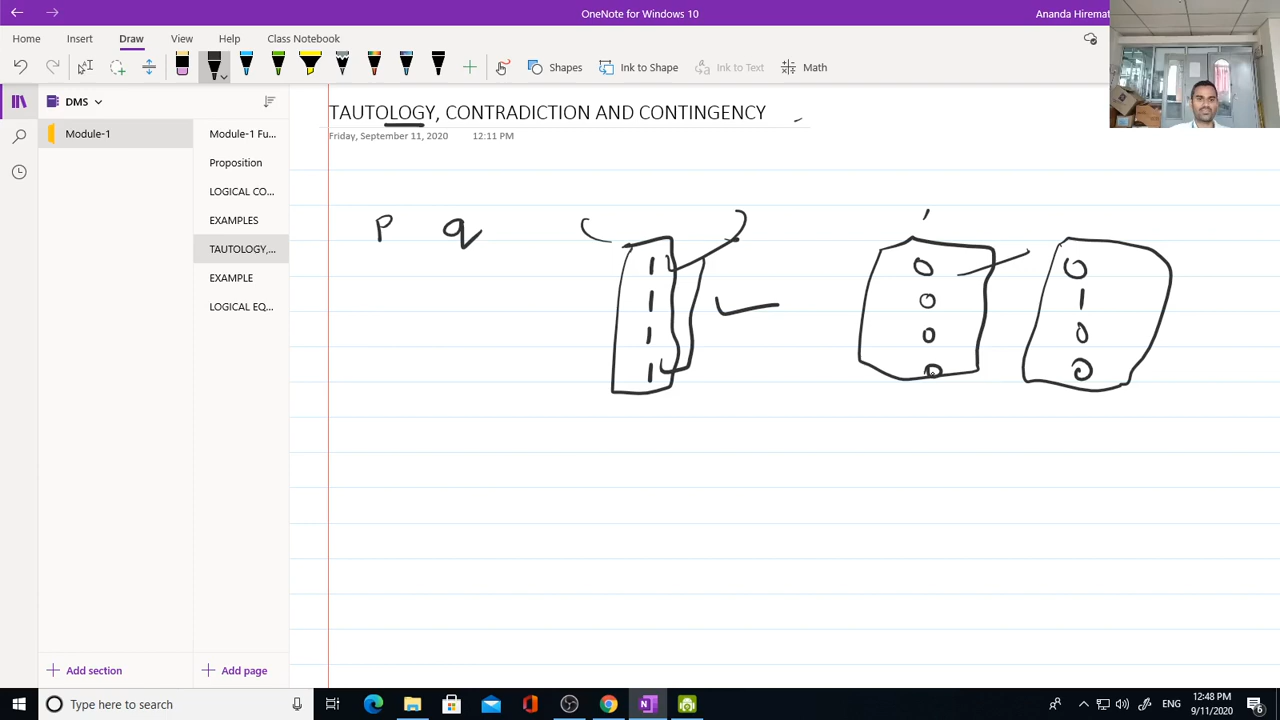 OneNote for Windows 10
Ananda Hiremat
Home Insert Draw View Help Class Notebook
Shapes Ink to Shape Ink to Text Math
DMS
Module-1
Module-1 Fu...
Proposition
LOGICAL CO...
EXAMPLES
TAUTOLOGY,...
EXAMPLE
LOGICAL EQ...
TAUTOLOGY, CONTRADICTION AND CONTINGENCY
Friday, September 11, 2020 12:11 PM
P q
1 0 0
1 0 1
1 0 0
1 0 0
Add section Add page
Type here to search
ENG
12:48 PM
9/11/2020
6